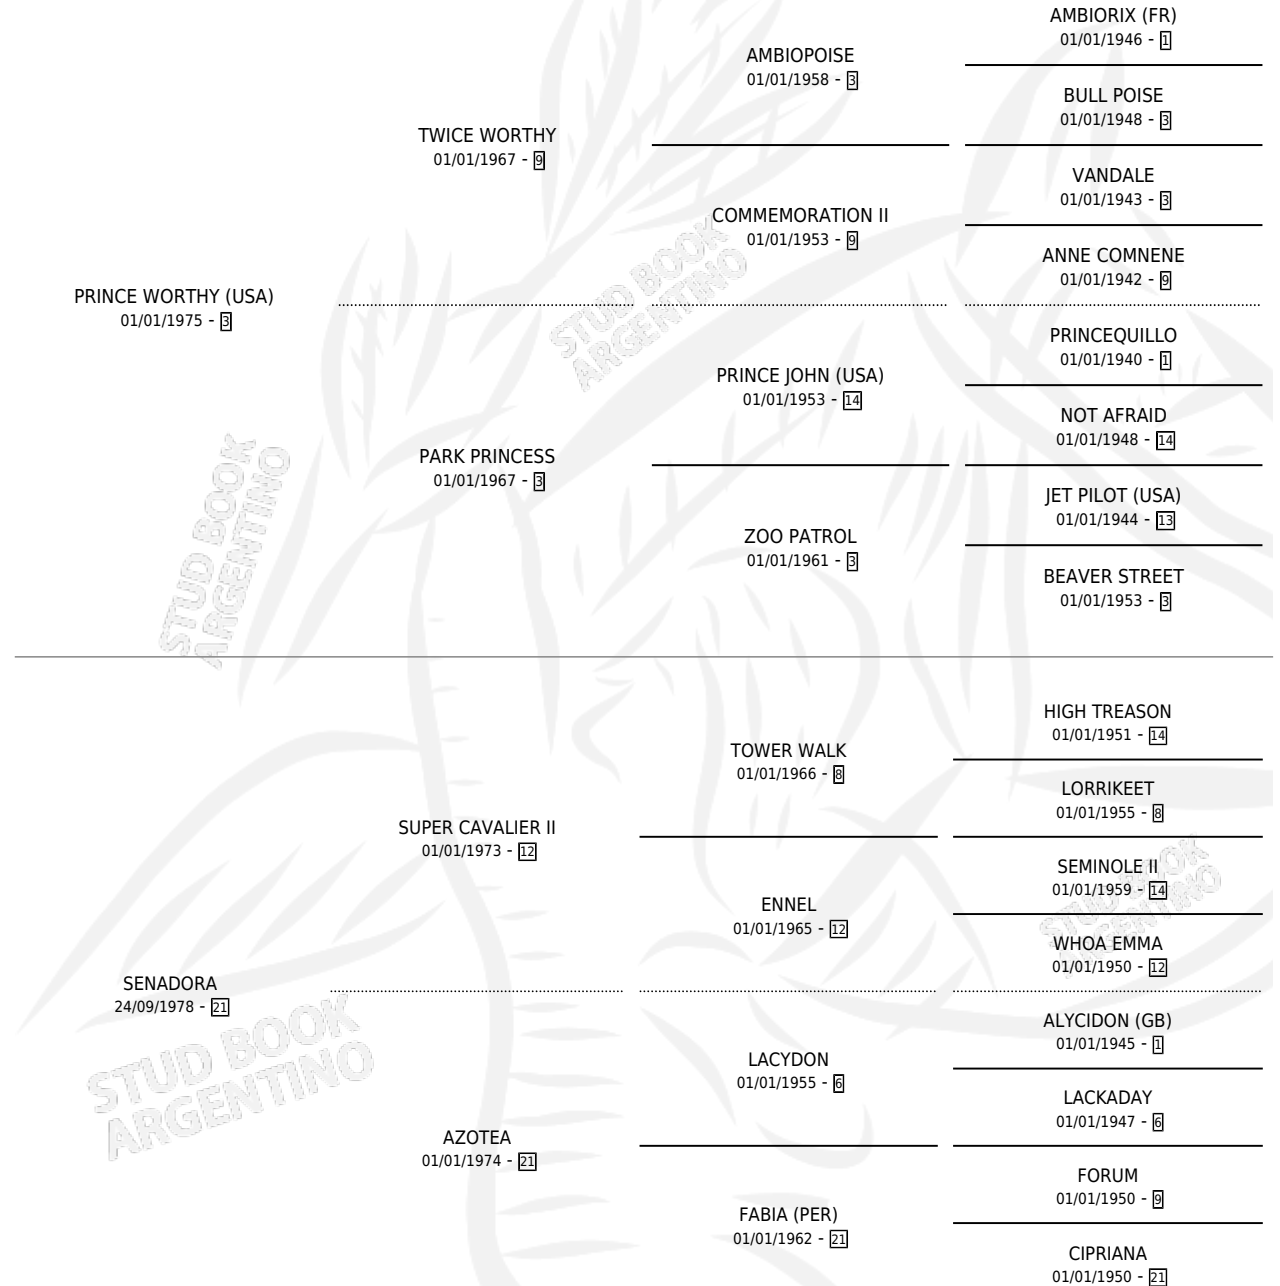 AMBIORIX (FR)
01/01/1946 - 1
AMBIOPOISE
01/01/1958 - 3
BULL POISE
01/01/1948 - 3
TWICE WORTHY
01/01/1967 - 9
VANDALE
01/01/1943 - 3
COMMEMORATION II
01/01/1953 - 9
ANNE COMNENE
01/01/1942 - 9
PRINCE WORTHY (USA)
01/01/1975 - 3
PRINCEQUILLO
01/01/1940 - 1
PRINCE JOHN (USA)
01/01/1953 - 14
NOT AFRAID
01/01/1948 - 14
PARK PRINCESS
01/01/1967 - 3
JET PILOT (USA)
01/01/1944 - 13
ZOO PATROL
01/01/1961 - 3
BEAVER STREET
01/01/1953 - 3
HIGH TREASON
01/01/1951 - 14
TOWER WALK
01/01/1966 - 8
LORRIKEET
01/01/1955 - 8
SUPER CAVALIER II
01/01/1973 - 12
SEMINOLE II
01/01/1959 - 14
ENNEL
01/01/1965 - 12
WHOA EMMA
01/01/1950 - 12
SENADORA
24/09/1978 - 21
ALYCIDON (GB)
01/01/1945 - 1
LACYDON
01/01/1955 - 6
LACKADAY
01/01/1947 - 6
AZOTEA
01/01/1974 - 21
FORUM
01/01/1950 - 9
FABIA (PER)
01/01/1962 - 21
CIPRIANA
01/01/1950 - 21
STUD BOOK
ARGENTINO
STUD BOOK
ARGENTINO
STUD BOOK
ARGENTINO
STUD BOOK
ARGENTINO